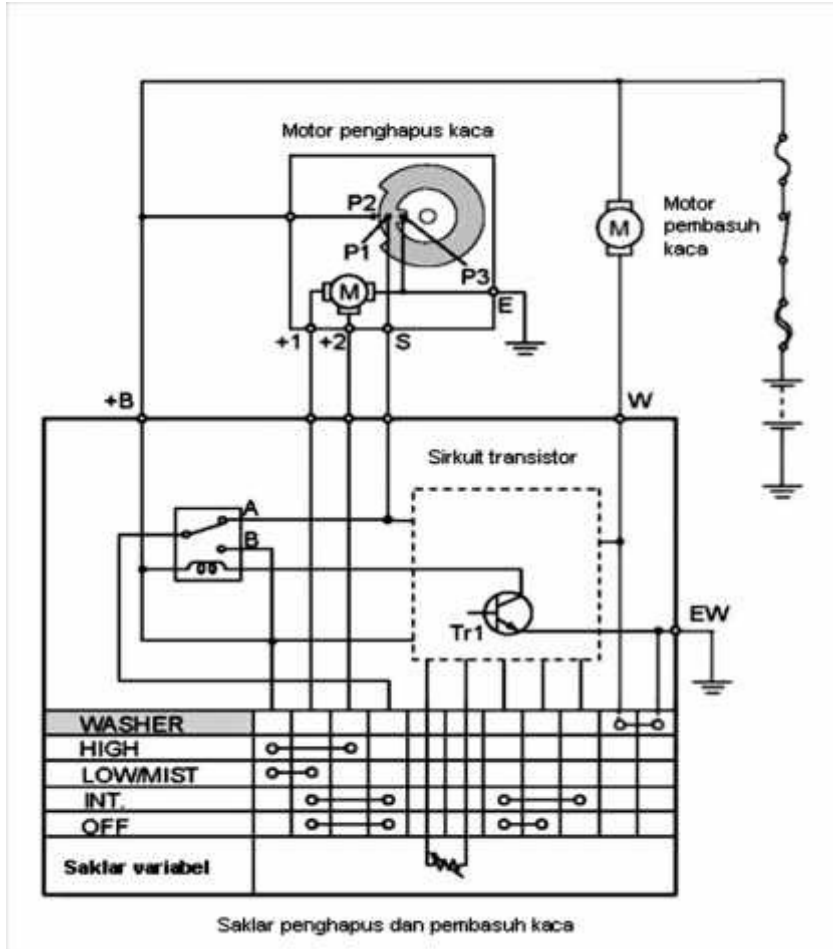 Motor penghapus kaca
P2
P1
P3
M
E
+1
+2
S
Motor
pembasuh
kaca
M
+B
W
Sirkuit transistor
A
B
Tr1
EW
WASHER
HIGH
LOW/MIST
INT.
OFF
Saklar variabel
Saklar penghapus dan pembasuh kaca